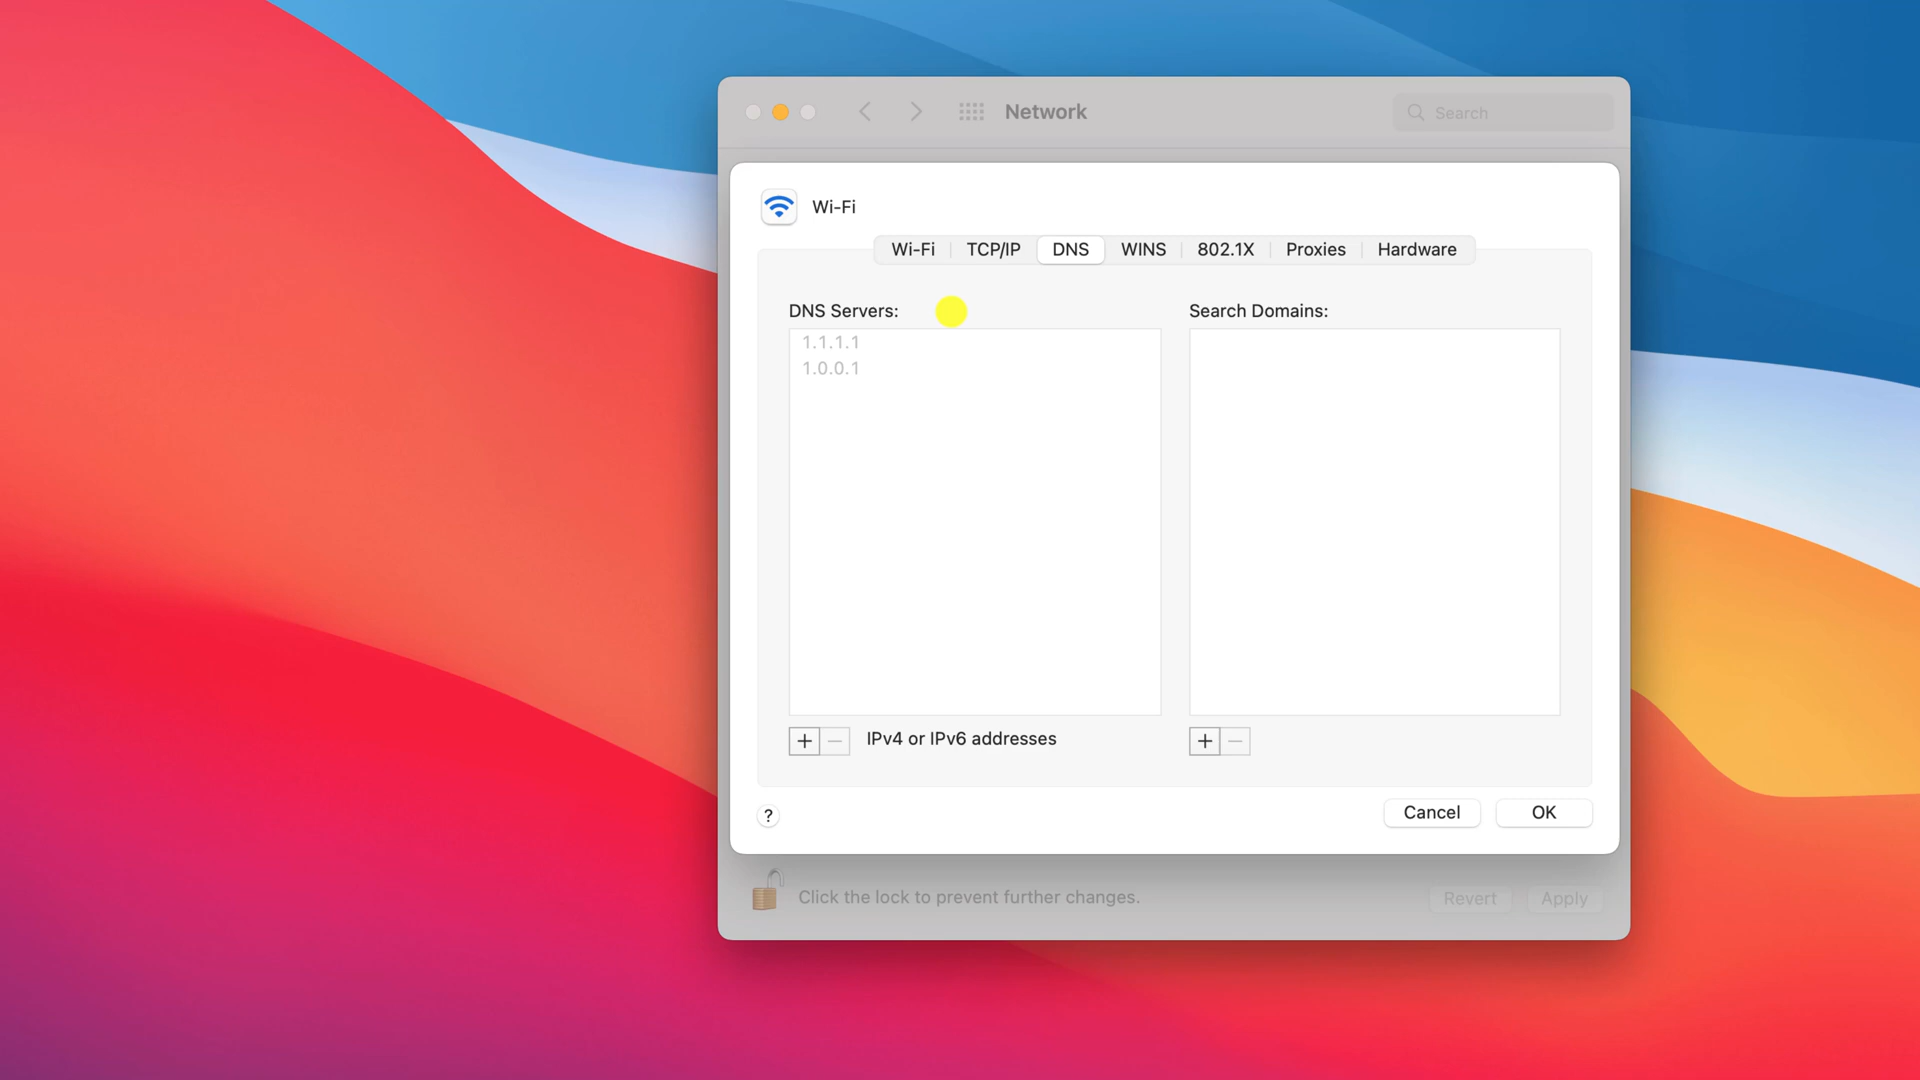 Network
Search
Wi-Fi
Wi-Fi TCP/IP DNS WINS 802.1X Proxies Hardware
DNS Servers:
1.1.1.1
1.0.0.1
Search Domains:
+ − IPv4 or IPv6 addresses
+ −
? Cancel OK
Click the lock to prevent further changes.
Revert Apply